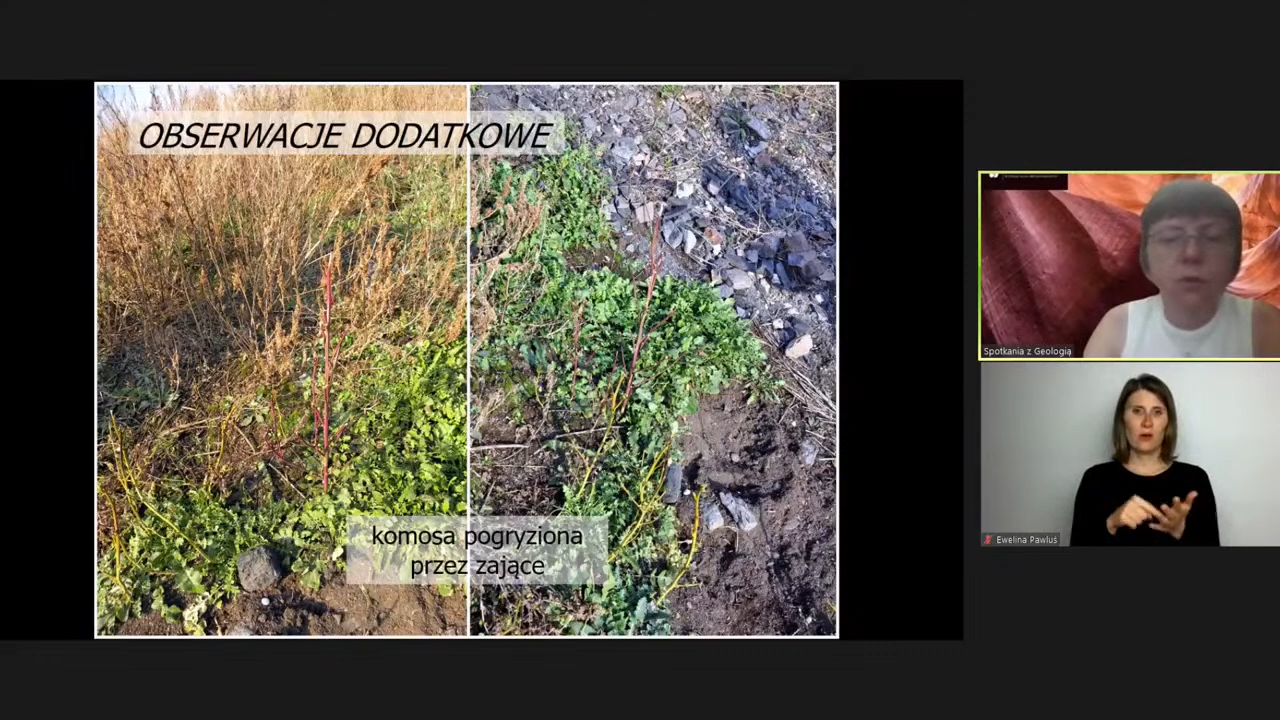 OBSERWACJE DODATKOWE
komosa pogryziona
przez zające
Spotkania z Geologią
Ewelina Pawluś